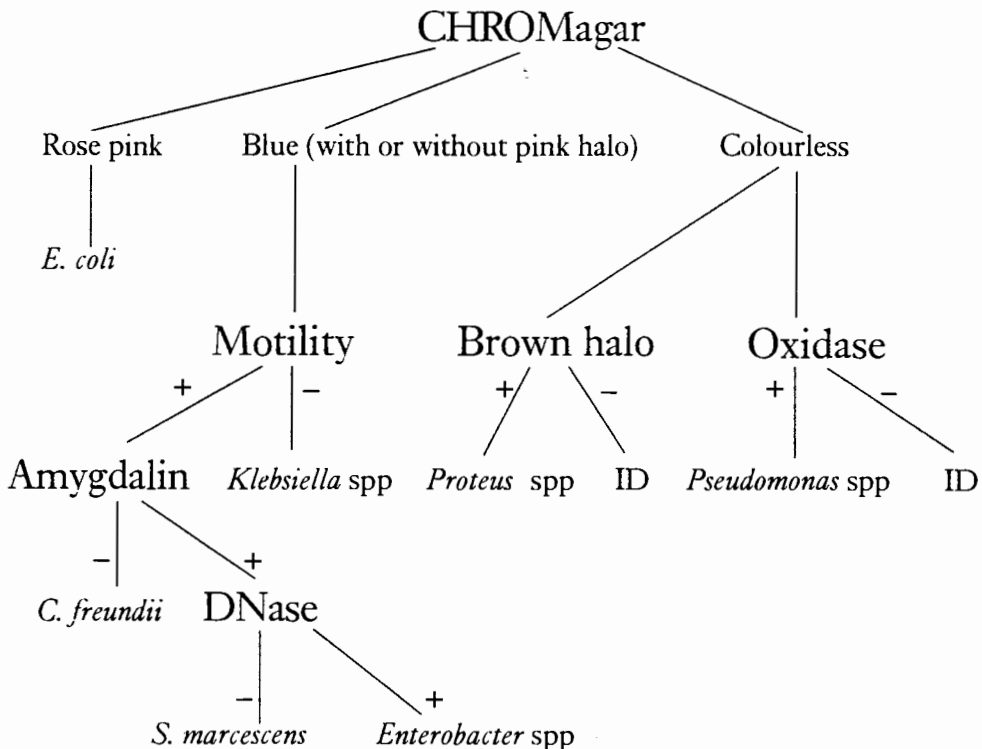 CHROMagar
Rose pink Blue (with or without pink halo) Colourless
E. coli
Motility Brown halo Oxidase
+ − + − + −
Amygdalin Klebsiella spp Proteus spp ID Pseudomonas spp ID
− +
C. freundii DNase
− +
S. marcescens Enterobacter spp